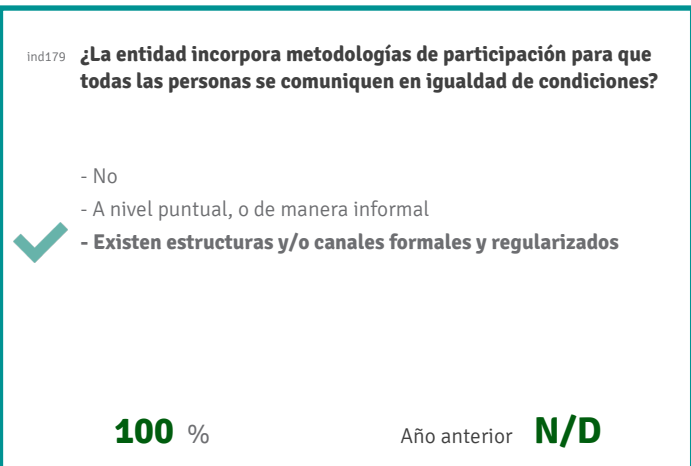 ind179 ¿La entidad incorpora metodologías de participación para que
todas las personas se comuniquen en igualdad de condiciones?
- No
- A nivel puntual, o de manera informal
- Existen estructuras y/o canales formales y regularizados
100 % Año anterior N/D